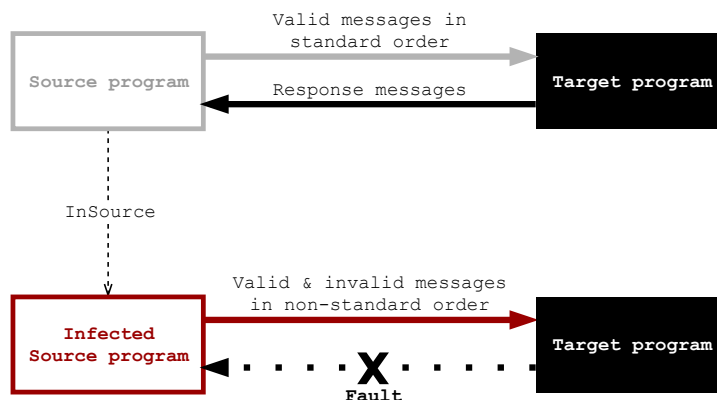 Valid messages in
standard order
Source program
Target program
Response messages
InSource
Valid & invalid messages
in non-standard order
Infected
Source program
Target program
X
Fault